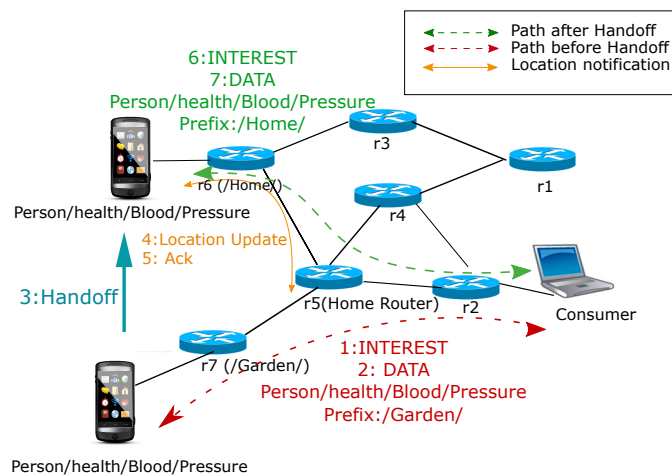 Path after Handoff
Path before Handoff
Location notification
6:INTEREST
7:DATA
Person/health/Blood/Pressure
Prefix:/Home/
r3
r1
r6 (/Home/)
r4
Person/health/Blood/Pressure
4:Location Update
5: Ack
3:Handoff
r5(Home Router)
r2
Consumer
r7 (/Garden/)
1:INTEREST
2: DATA
Person/health/Blood/Pressure
Prefix:/Garden/
Person/health/Blood/Pressure